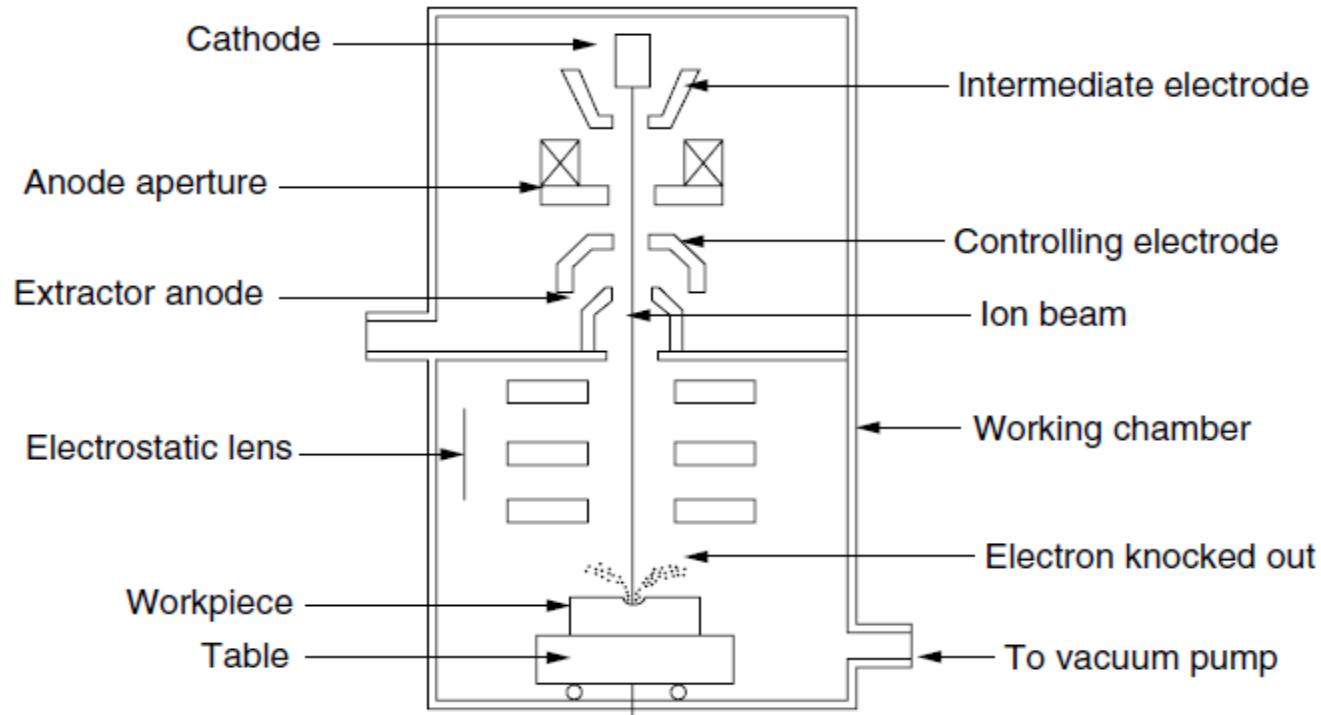 Cathode
Intermediate electrode
Anode aperture
Controlling electrode
Extractor anode
Ion beam
Working chamber
Electrostatic lens
Electron knocked out
Workpiece
Table
To vacuum pump